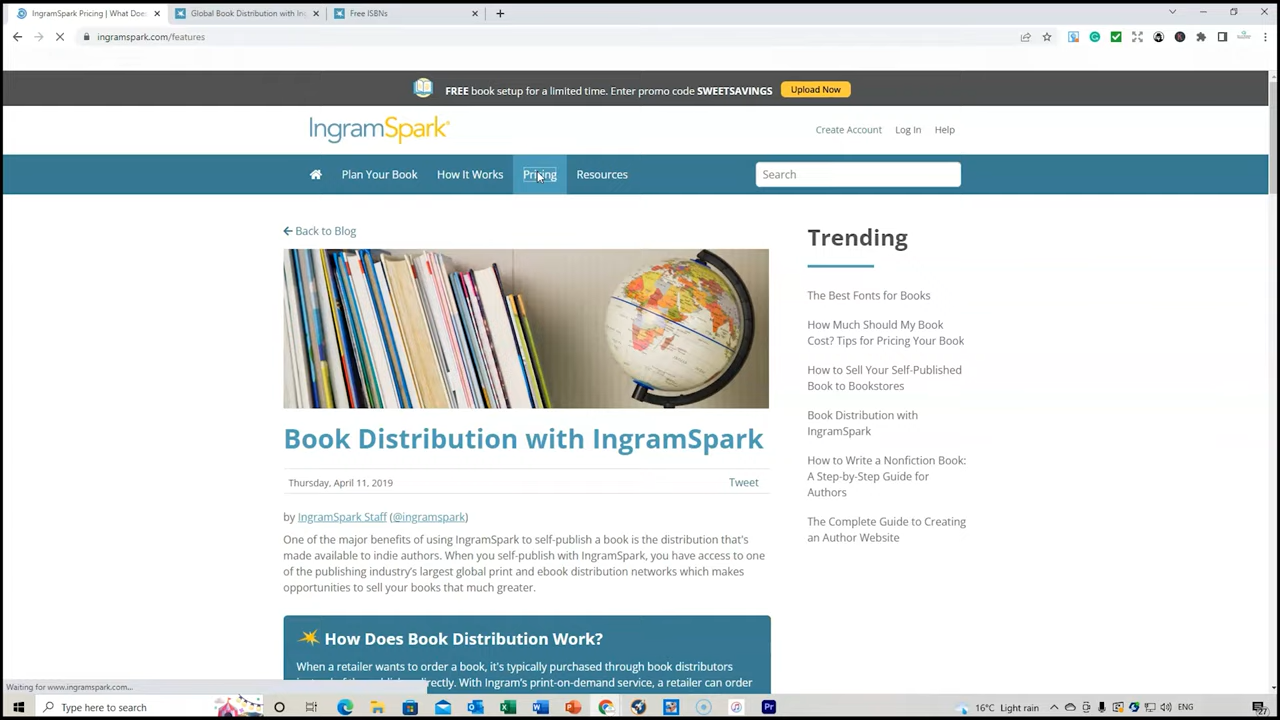 IngramSpark Pricing | What Does
Global Book Distribution with In
Free ISBNs
ingramspark.com/features
FREE book setup for a limited time. Enter promo code SWEETSAVINGS
Upload Now
IngramSpark
Create Account Log In Help
Plan Your Book How It Works Pricing Resources
Search
Back to Blog
Book Distribution with IngramSpark
Thursday, April 11, 2019
Tweet
by IngramSpark Staff (@ingramspark)
One of the major benefits of using IngramSpark to self-publish a book is the distribution that's
made available to indie authors. When you self-publish with IngramSpark, you have access to one
of the publishing industry's largest global print and ebook distribution networks which makes
opportunities to sell your books that much greater.
How Does Book Distribution Work?
When a retailer wants to order a book, it's typically purchased through book distributors
directly. With Ingram's print-on-demand service, a retailer can order
Trending
The Best Fonts for Books
How Much Should My Book
Cost? Tips for Pricing Your Book
How to Sell Your Self-Published
Book to Bookstores
Book Distribution with
IngramSpark
How to Write a Nonfiction Book:
A Step-by-Step Guide for
Authors
The Complete Guide to Creating
an Author Website
Waiting for www.ingramspark.com...
Type here to search
16°C Light rain
ENG